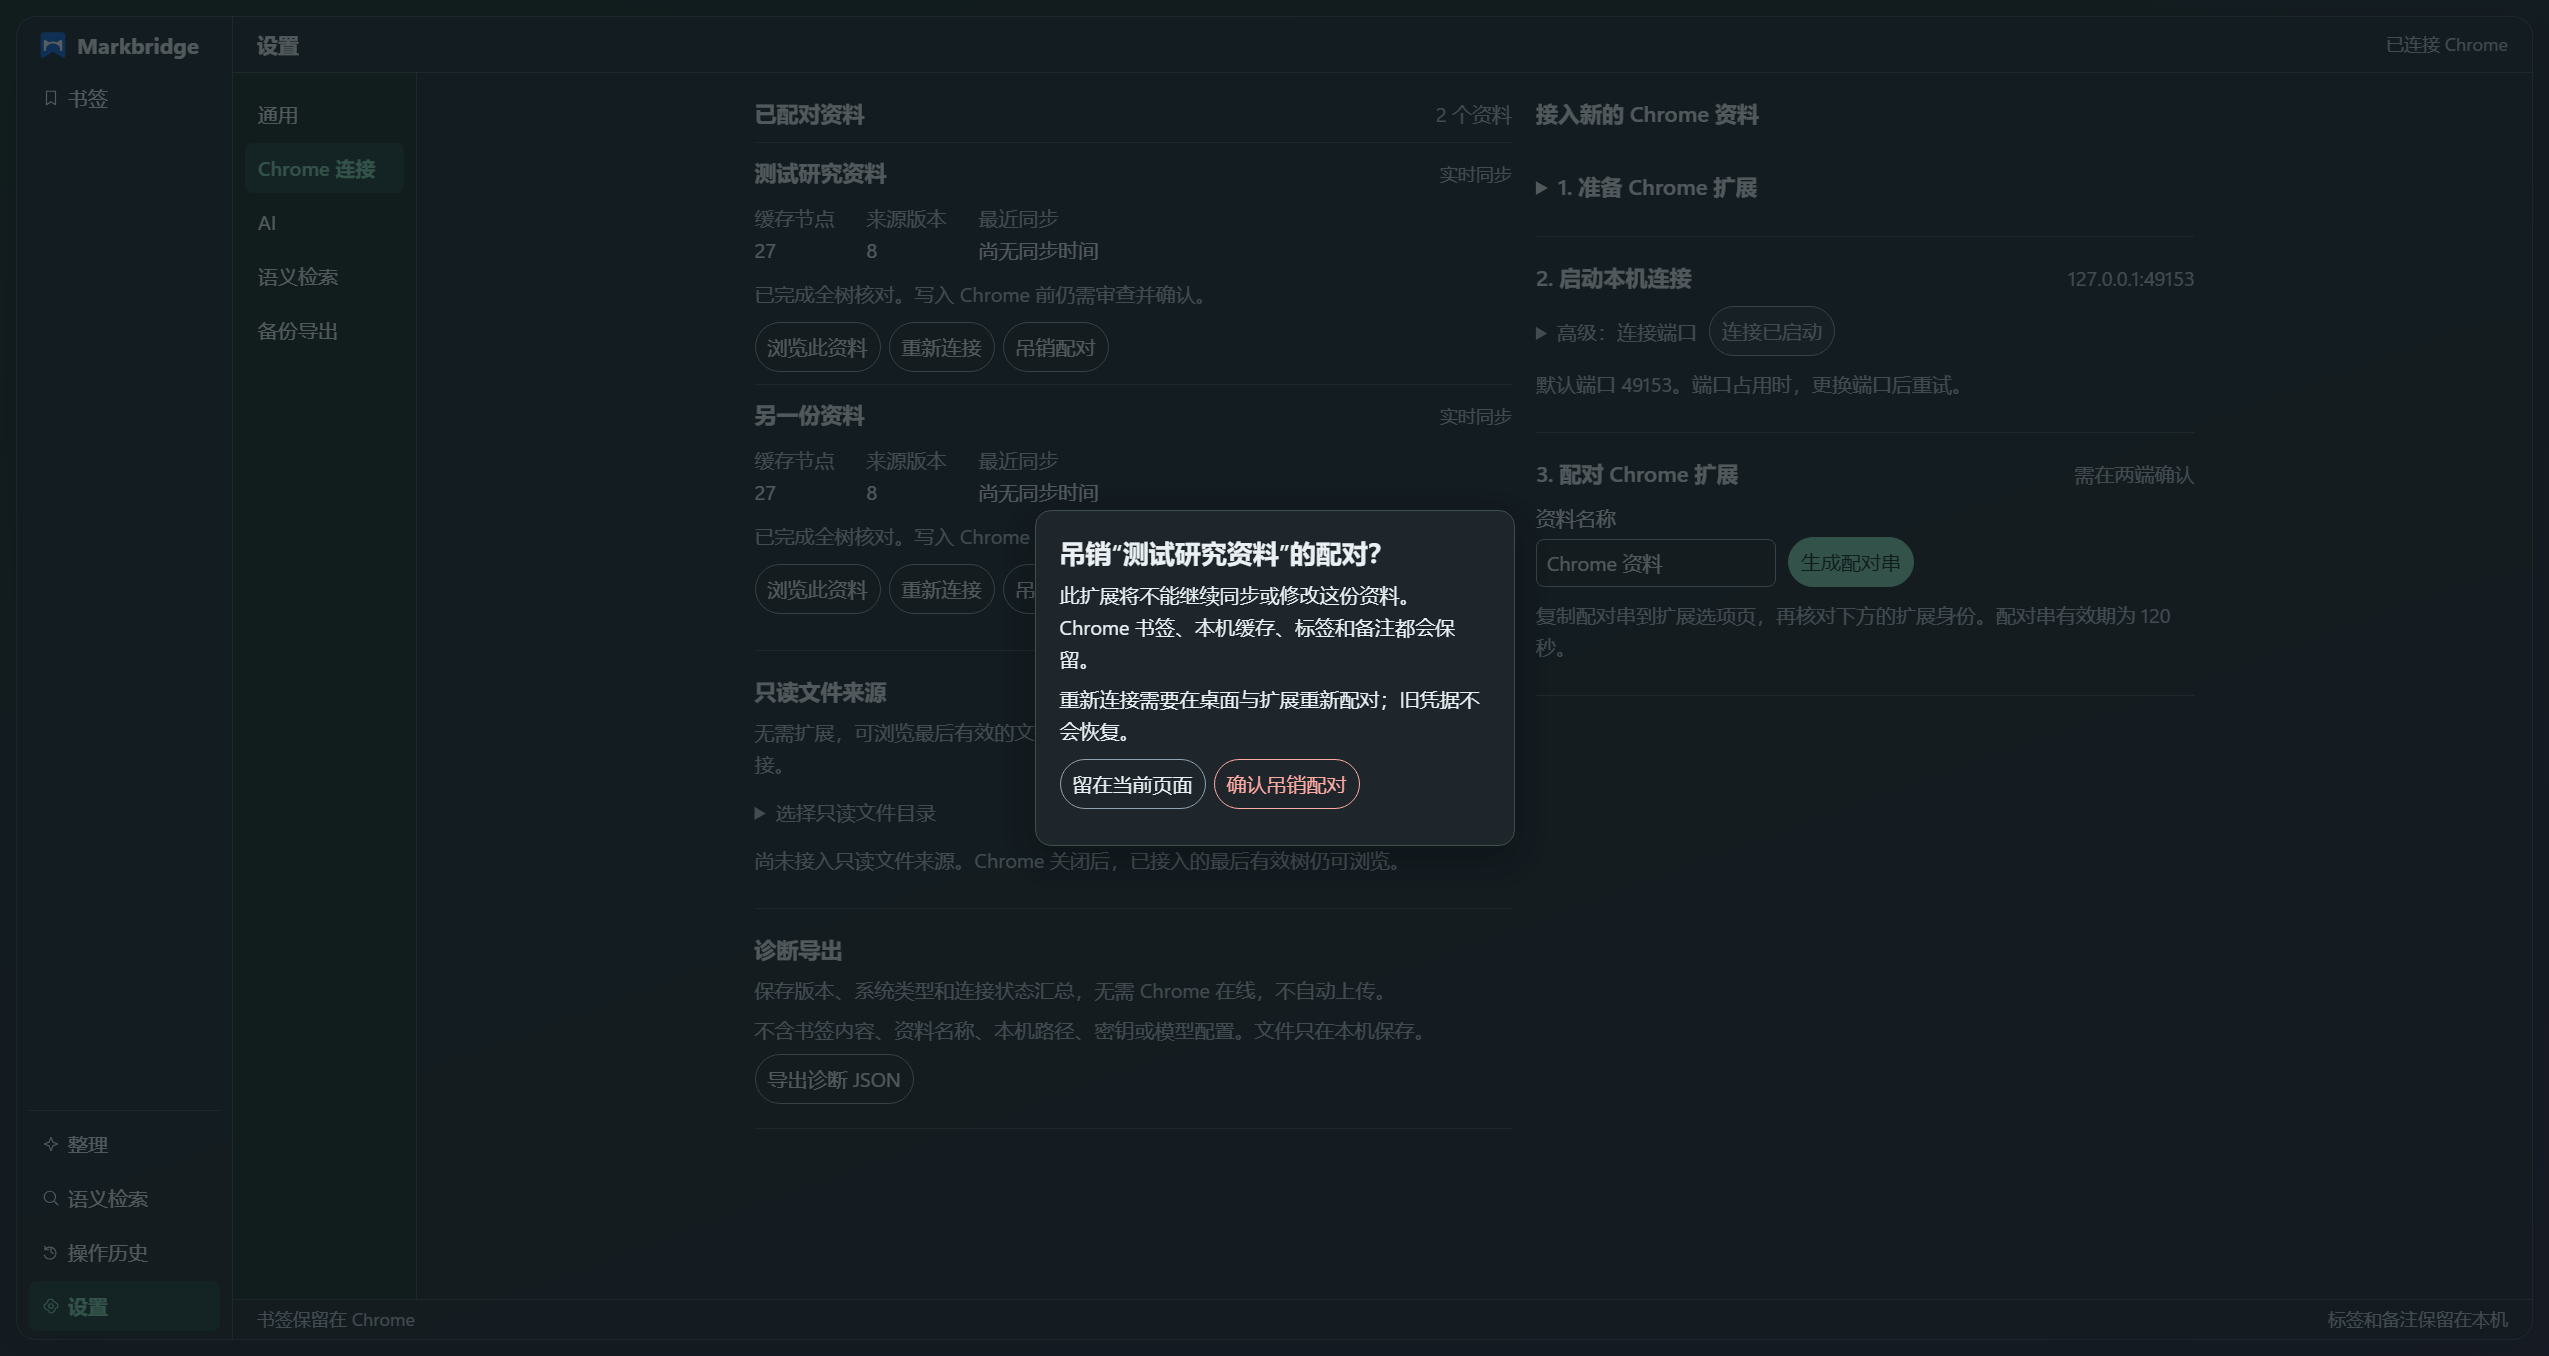 Markbridge
书签
整理
语义检索
操作历史
设置
设置
已连接 Chrome
通用
Chrome 连接
AI
语义检索
备份导出
已配对资料
2 个资料
测试研究资料
实时同步
缓存节点 来源版本 最近同步
27 8 尚无同步时间
已完成全树核对。写入 Chrome 前仍需审查并确认。
浏览此资料 重新连接 吊销配对
另一份资料
实时同步
缓存节点 来源版本 最近同步
27 8 尚无同步时间
已完成全树核对。写入 Chrome
浏览此资料 重新连接 吊
只读文件来源
无需扩展，可浏览最后有效的文
接。
选择只读文件目录
尚未接入只读文件来源。Chrome 关闭后，已接入的最后有效树仍可浏览。
诊断导出
保存版本、系统类型和连接状态汇总，无需 Chrome 在线，不自动上传。
不含书签内容、资料名称、本机路径、密钥或模型配置。文件只在本机保存。
导出诊断 JSON
接入新的 Chrome 资料
1. 准备 Chrome 扩展
2. 启动本机连接
127.0.0.1:49153
高级：连接端口 连接已启动
默认端口 49153。端口占用时，更换端口后重试。
3. 配对 Chrome 扩展
需在两端确认
资料名称
Chrome 资料 生成配对串
复制配对串到扩展选项页，再核对下方的扩展身份。配对串有效期为 120
秒。
吊销“测试研究资料”的配对？
此扩展将不能继续同步或修改这份资料。
Chrome 书签、本机缓存、标签和备注都会保
留。
重新连接需要在桌面与扩展重新配对；旧凭据不
会恢复。
留在当前页面 确认吊销配对
书签保留在 Chrome
标签和备注保留在本机